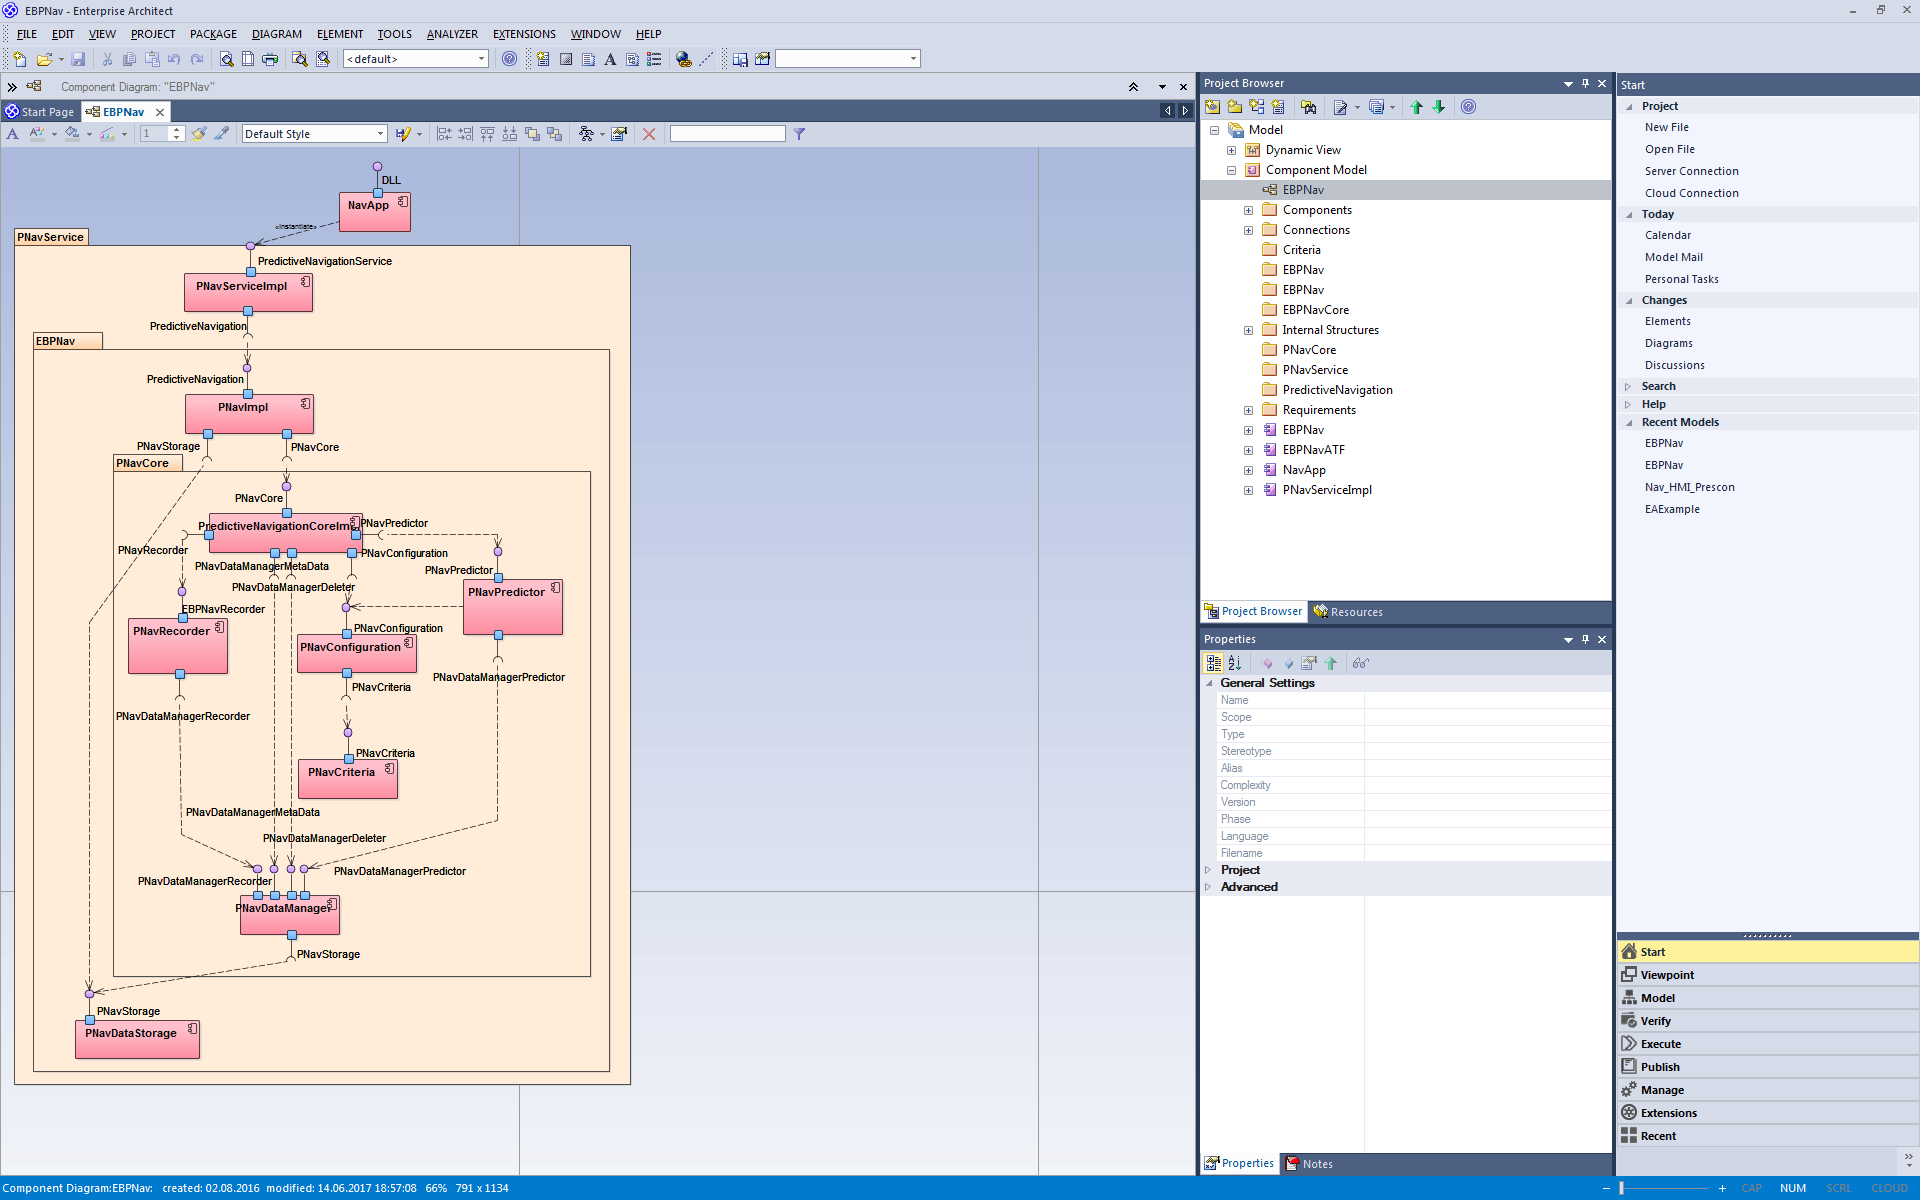 EBPNav - Enterprise Architect
FILE EDIT VIEW PROJECT PACKAGE DIAGRAM ELEMENT TOOLS ANALYZER EXTENSIONS WINDOW HELP
<default>
Component Diagram: "EBPNav"
Start Page EBPNav
1 Default Style
DLL
NavApp
«instantiate»
PNavService
PredictiveNavigationService
PNavServiceImpl
PredictiveNavigation
EBPNav
PredictiveNavigation
PNavImpl
PNavStorage PNavCore
PNavCore
PNavCore
PredictiveNavigationCoreIm PNavPredictor
PNavRecorder PNavConfiguration
PNavDataManagerMetaData PNavPredictor
PNavDataManagerDeleter
PNavPredictor
EBPNavRecorder
PNavConfiguration
PNavRecorder
PNavConfiguration
PNavDataManagerPredictor
PNavCriteria
PNavDataManagerRecorder
PNavCriteria
PNavCriteria
PNavDataManagerMetaData
PNavDataManagerDeleter
PNavDataManagerPredictor
PNavDataManagerRecorder
PNavDataManager
PNavStorage
PNavStorage
PNavDataStorage
Project Browser
Model
Dynamic View
Component Model
EBPNav
Components
Connections
Criteria
EBPNav
EBPNav
EBPNavCore
Internal Structures
PNavCore
PNavService
PredictiveNavigation
Requirements
EBPNav
EBPNavATF
NavApp
PNavServiceImpl
Project Browser Resources
Properties
General Settings
Name
Scope
Type
Stereotype
Alias
Complexity
Version
Phase
Language
Filename
Project
Advanced
Properties Notes
Start
Project
New File
Open File
Server Connection
Cloud Connection
Today
Calendar
Model Mail
Personal Tasks
Changes
Elements
Diagrams
Discussions
Search
Help
Recent Models
EBPNav
EBPNav
Nav_HMI_Prescon
EAExample
Start
Viewpoint
Model
Verify
Execute
Publish
Manage
Extensions
Recent
Component Diagram:EBPNav: created: 02.08.2016 modified: 14.06.2017 18:57:08 66% 791 x 1134
CAP NUM SCRL CLOUD